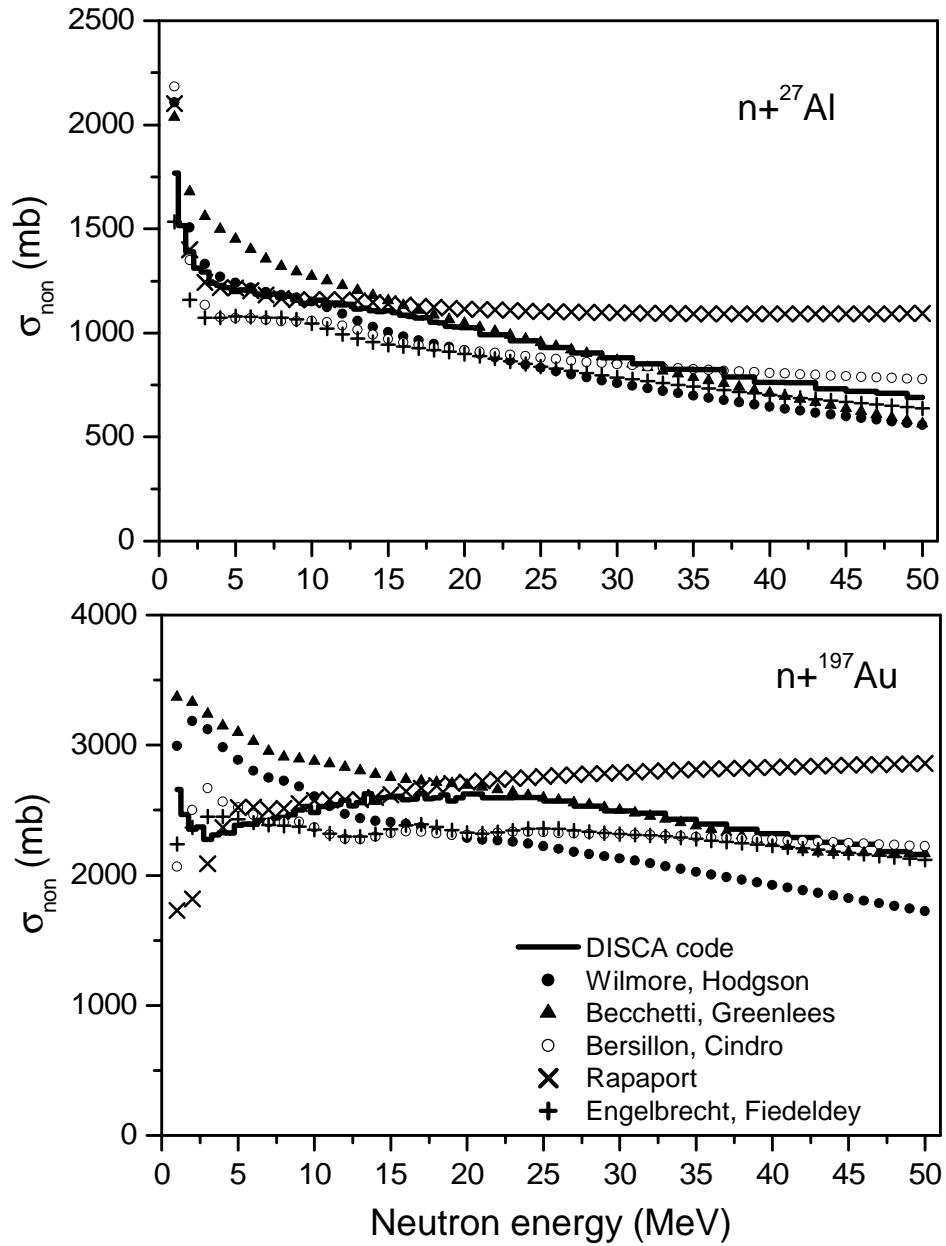 2500
2000
1500
1000
500
0
σnon (mb)
n+27Al
0 5 10 15 20 25 30 35 40 45 50
4000
3000
2000
1000
0
σnon (mb)
n+197Au
DISCA code
Wilmore, Hodgson
Becchetti, Greenlees
Bersillon, Cindro
Rapaport
Engelbrecht, Fiedeldey
0 5 10 15 20 25 30 35 40 45 50
Neutron energy (MeV)